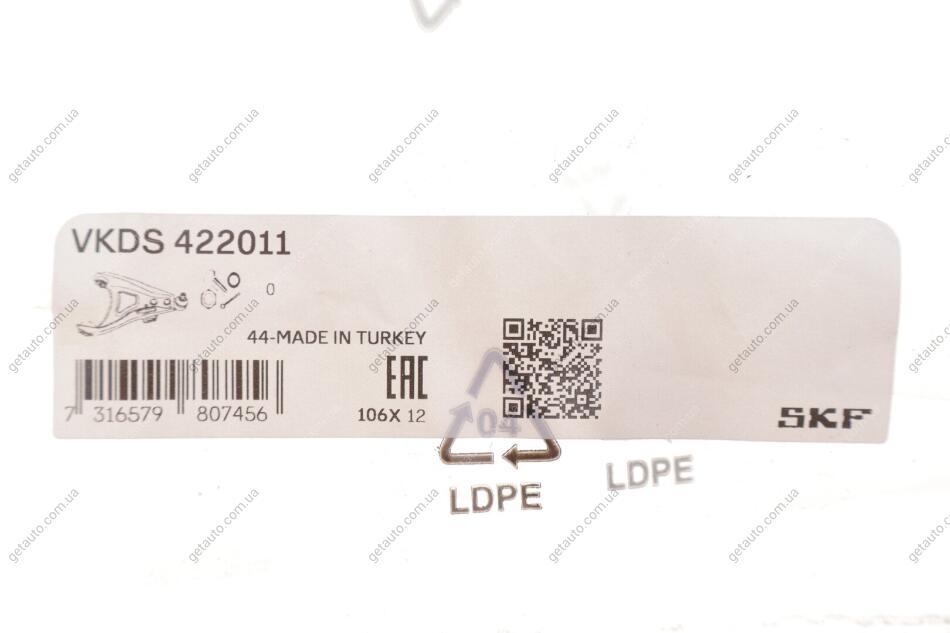 VKDS 422011
0
44-MADE IN TURKEY
EAC
7 316579 807456
106X 12
SKF
04
LDPE
LDPE
getauto.com.ua